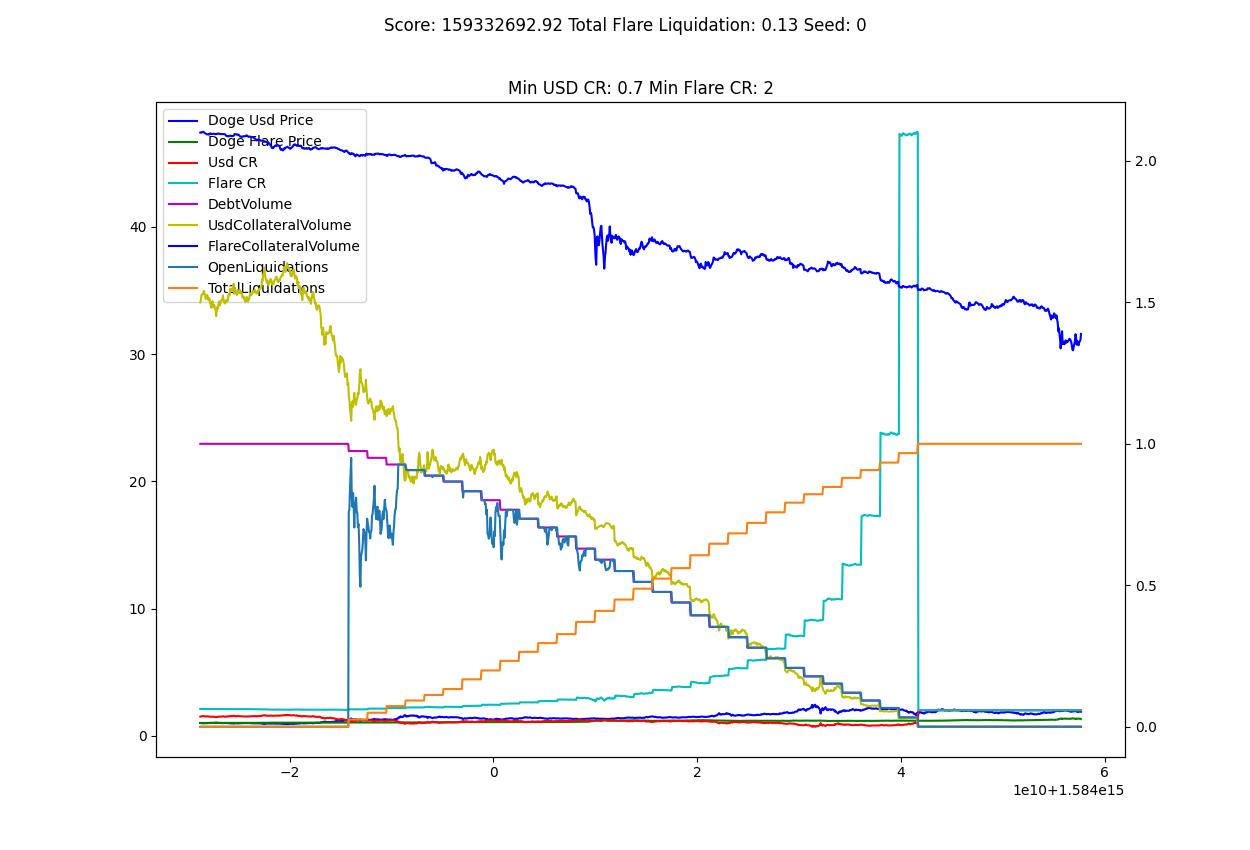 Score: 159332692.92 Total Flare Liquidation: 0.13 Seed: 0
Min USD CR: 0.7 Min Flare CR: 2
Doge Usd Price
Doge Flare Price
Usd CR
Flare CR
DebtVolume
UsdCollateralVolume
FlareCollateralVolume
OpenLiquidations
TotalLiquidations
40
30
20
10
0
2.0
1.5
1.0
0.5
0.0
−2 0 2 4 6
1e10+1.584e15